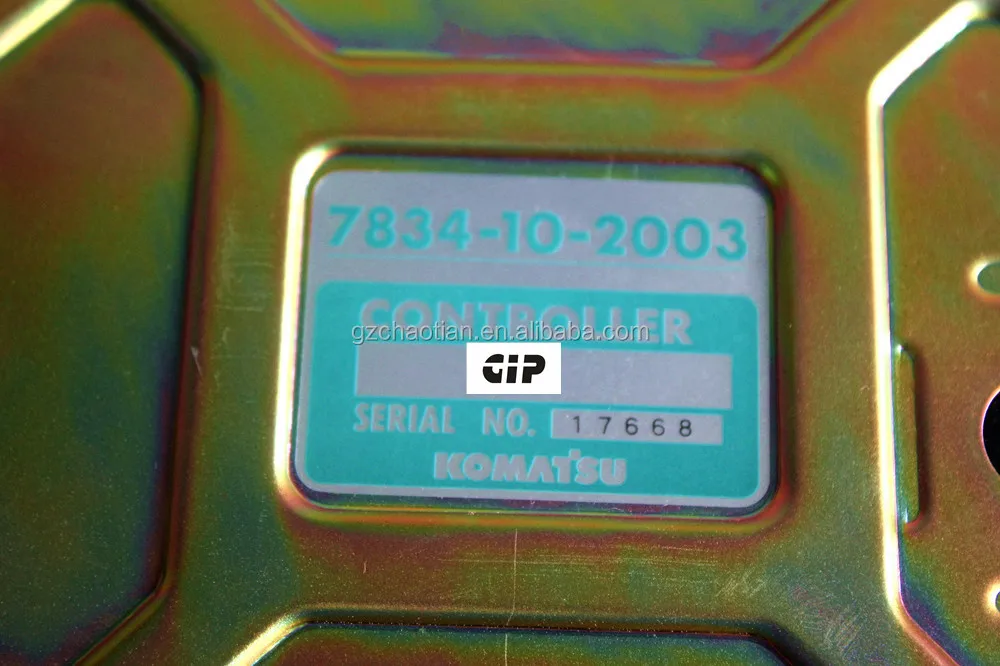 7834-10-2003
CONTROLLER
gzchaotian.en.alibaba.com
GIP
SERIAL NO. 17668
KOMATSU